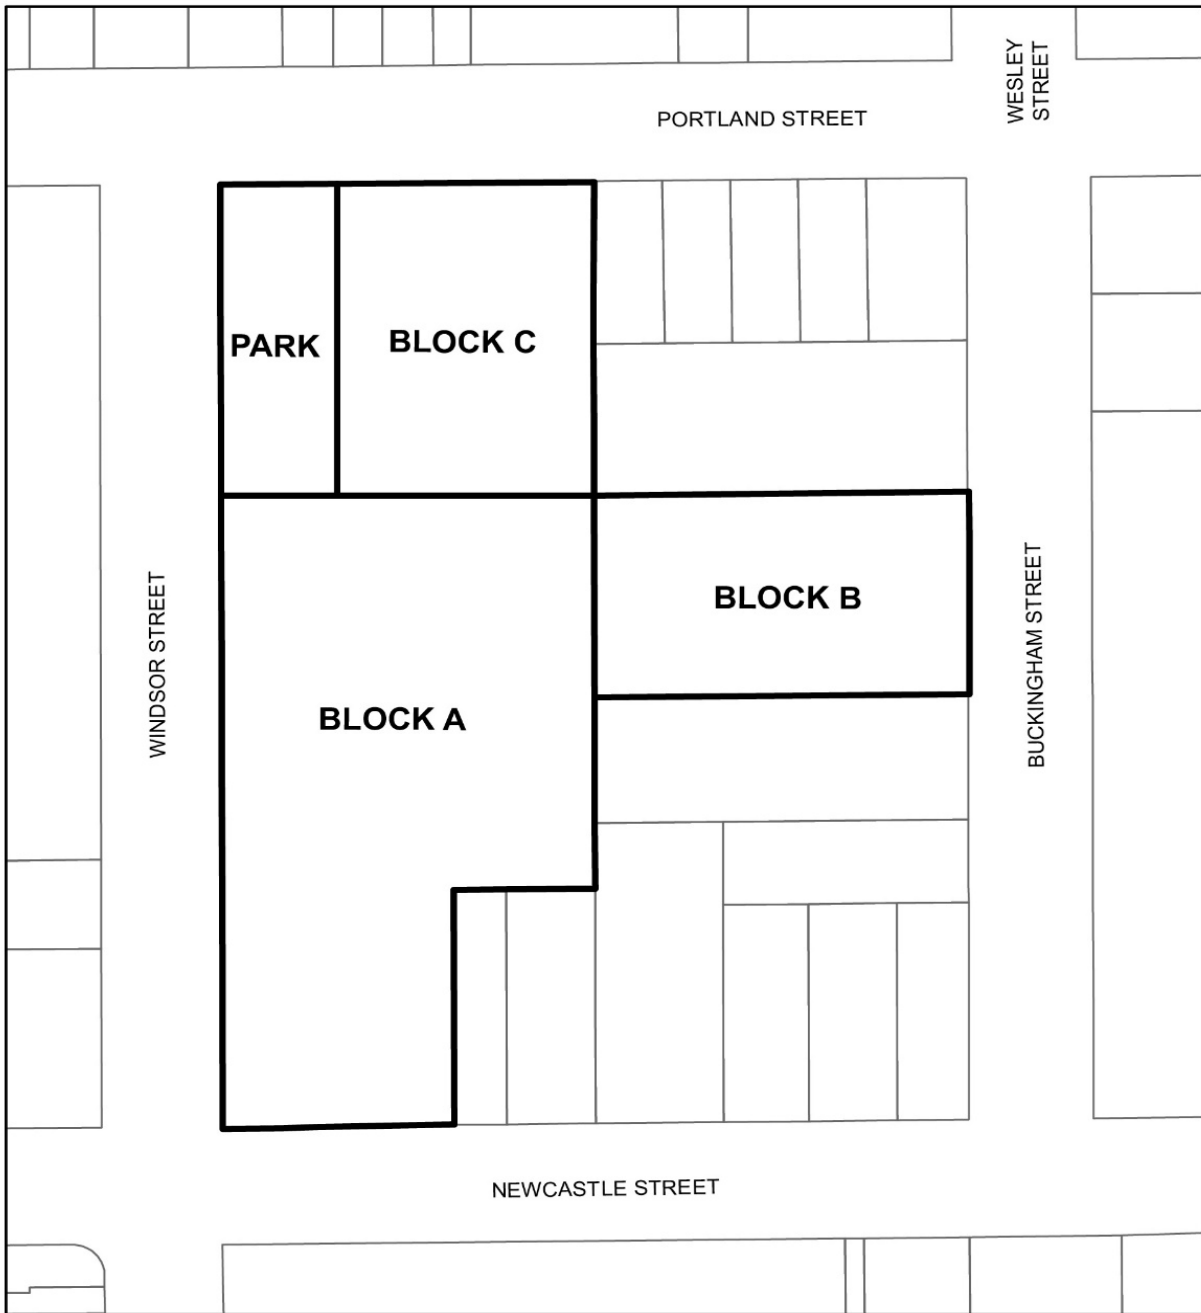 WESLEY
STREET
PORTLAND STREET
PARK
BLOCK C
WINDSOR STREET
BLOCK A
BLOCK B
BUCKINGHAM STREET
NEWCASTLE STREET